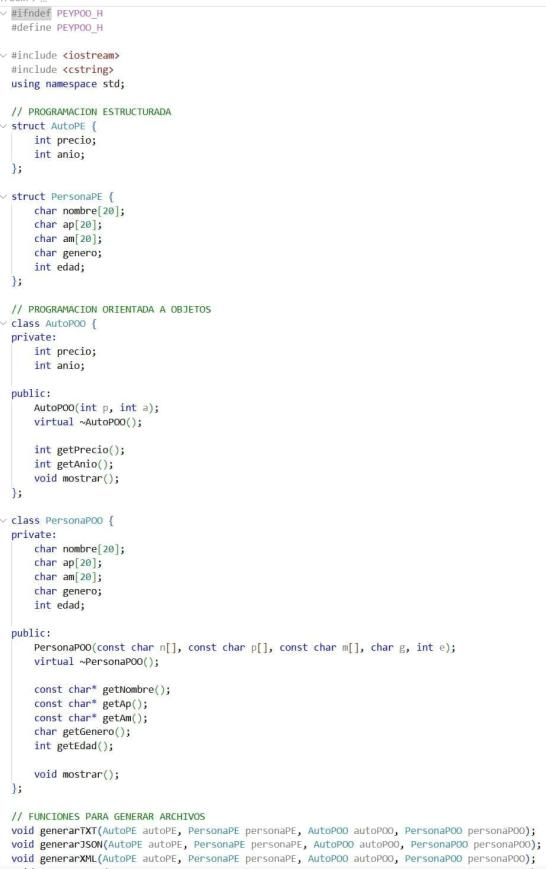 #ifndef PEYPOO_H
#define PEYPOO_H
#include <iostream>
#include <cstring>
using namespace std;
// PROGRAMACION ESTRUCTURADA
struct AutoPE {
int precio;
int anio;
};
struct PersonaPE {
char nombre[20];
char ap[20];
char am[20];
char genero;
int edad;
};
// PROGRAMACION ORIENTADA A OBJETOS
class AutoPOO {
private:
int precio;
int anio;
public:
AutoPOO(int p, int a);
virtual ~AutoPOO();
int getPrecio();
int getAnio();
void mostrar();
};
class PersonaPOO {
private:
char nombre[20];
char ap[20];
char am[20];
char genero;
int edad;
public:
PersonaPOO(const char n[], const char p[], const char m[], char g, int e);
virtual ~PersonaPOO();
const char* getNombre();
const char* getAp();
const char* getAm();
char getGenero();
int getEdad();
void mostrar();
};
// FUNCIONES PARA GENERAR ARCHIVOS
void generarTXT(AutoPE autoPE, PersonaPE personaPE, AutoPOO autoPOO, PersonaPOO personaPOO);
void generarJSON(AutoPE autoPE, PersonaPE personaPE, AutoPOO autoPOO, PersonaPOO personaPOO);
void generarXML(AutoPE autoPE, PersonaPE personaPE, AutoPOO autoPOO, PersonaPOO personaPOO);